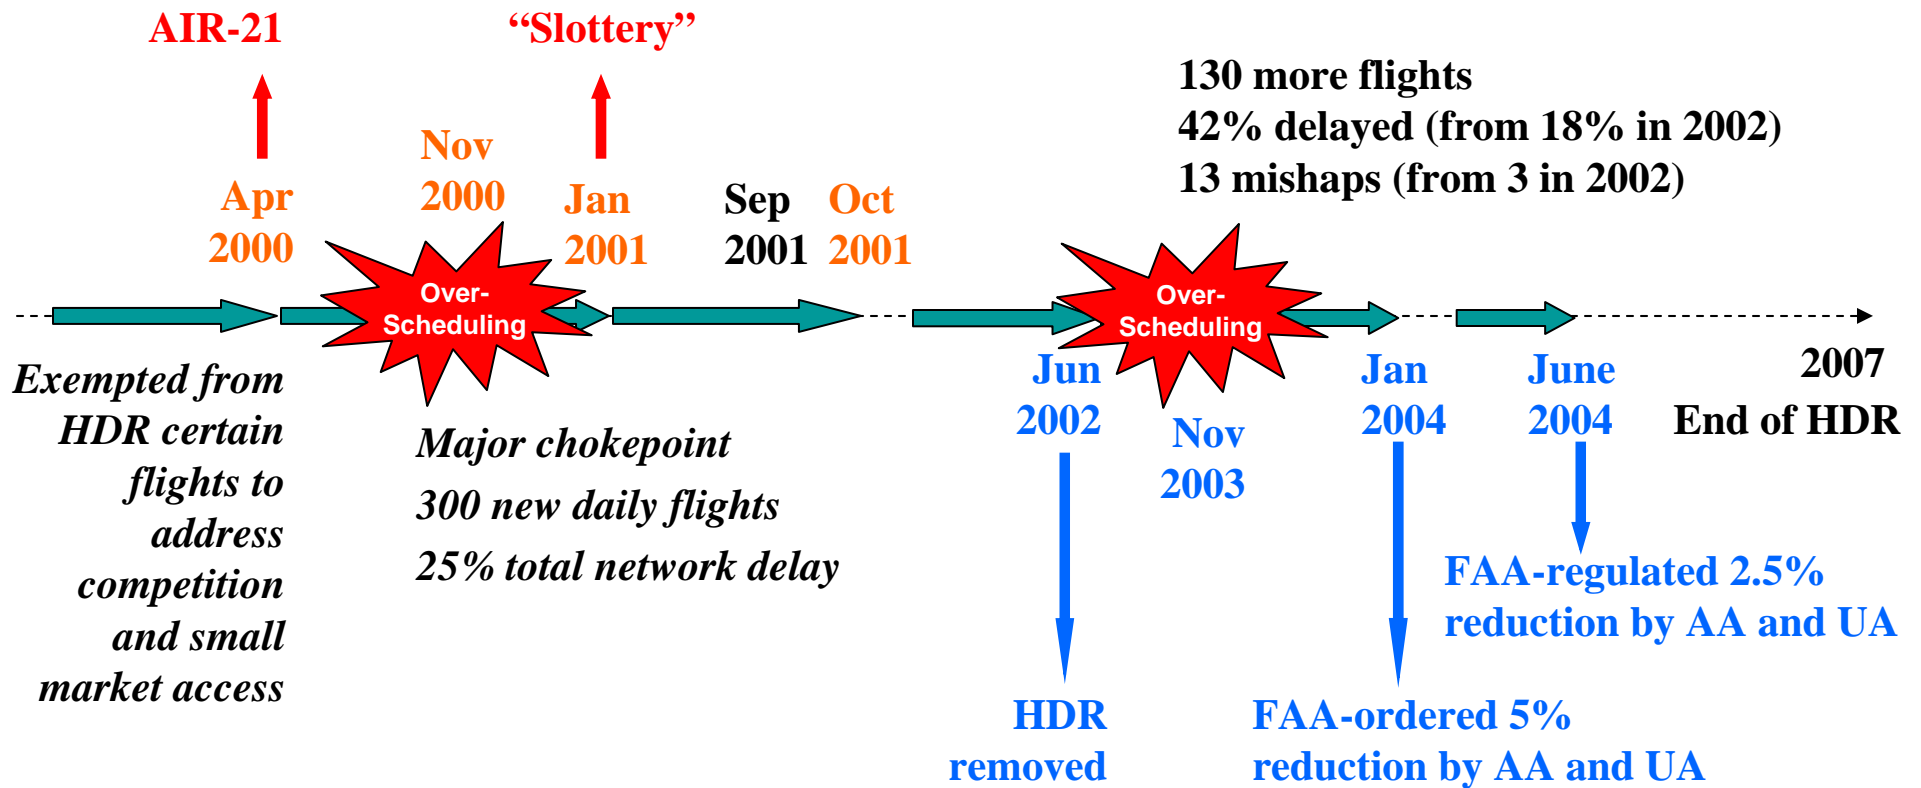 AIR-21
“Slottery”
130 more flights
42% delayed (from 18% in 2002)
13 mishaps (from 3 in 2002)
Apr
2000
Nov
2000
Jan
2001
Sep
2001
Oct
2001
Over-
Scheduling
Over-
Scheduling
Exempted from
HDR certain
flights to
address
competition
and small
market access
Major chokepoint
300 new daily flights
25% total network delay
Jun
2002
Nov
2003
Jan
2004
June
2004
2007
End of HDR
HDR
removed
FAA-ordered 5%
reduction by AA and UA
FAA-regulated 2.5%
reduction by AA and UA